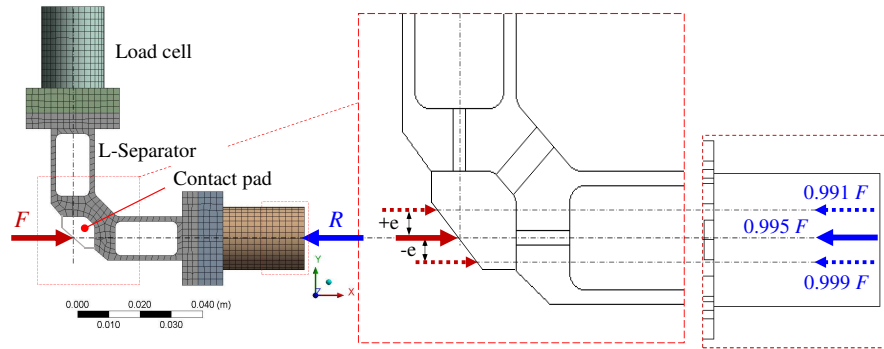 Load cell
L-Separator
Contact pad
F
R
Y
Z
X
0.000
0.020
0.040 (m)
0.010
0.030
+e
-e
0.991 F
0.995 F
0.999 F